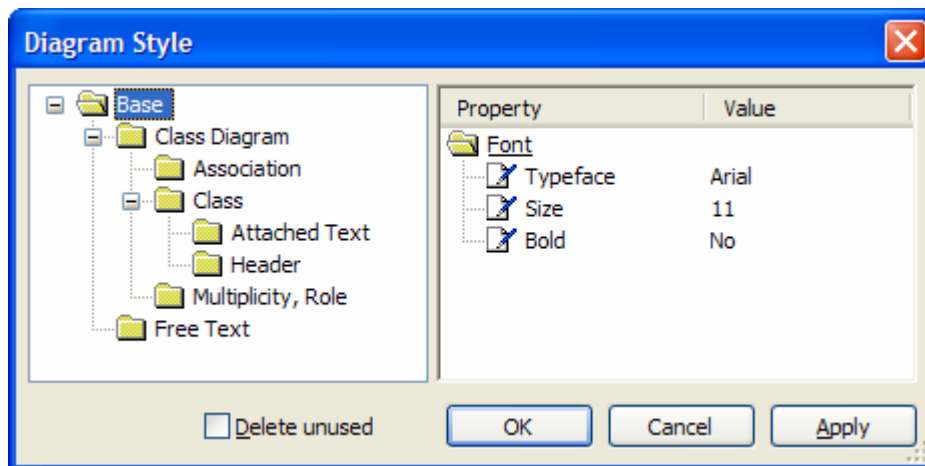 Diagram Style
Base
Class Diagram
Association
Class
Attached Text
Header
Multiplicity, Role
Free Text
Property Value
Font
Typeface Arial
Size 11
Bold No
Delete unused
OK Cancel Apply